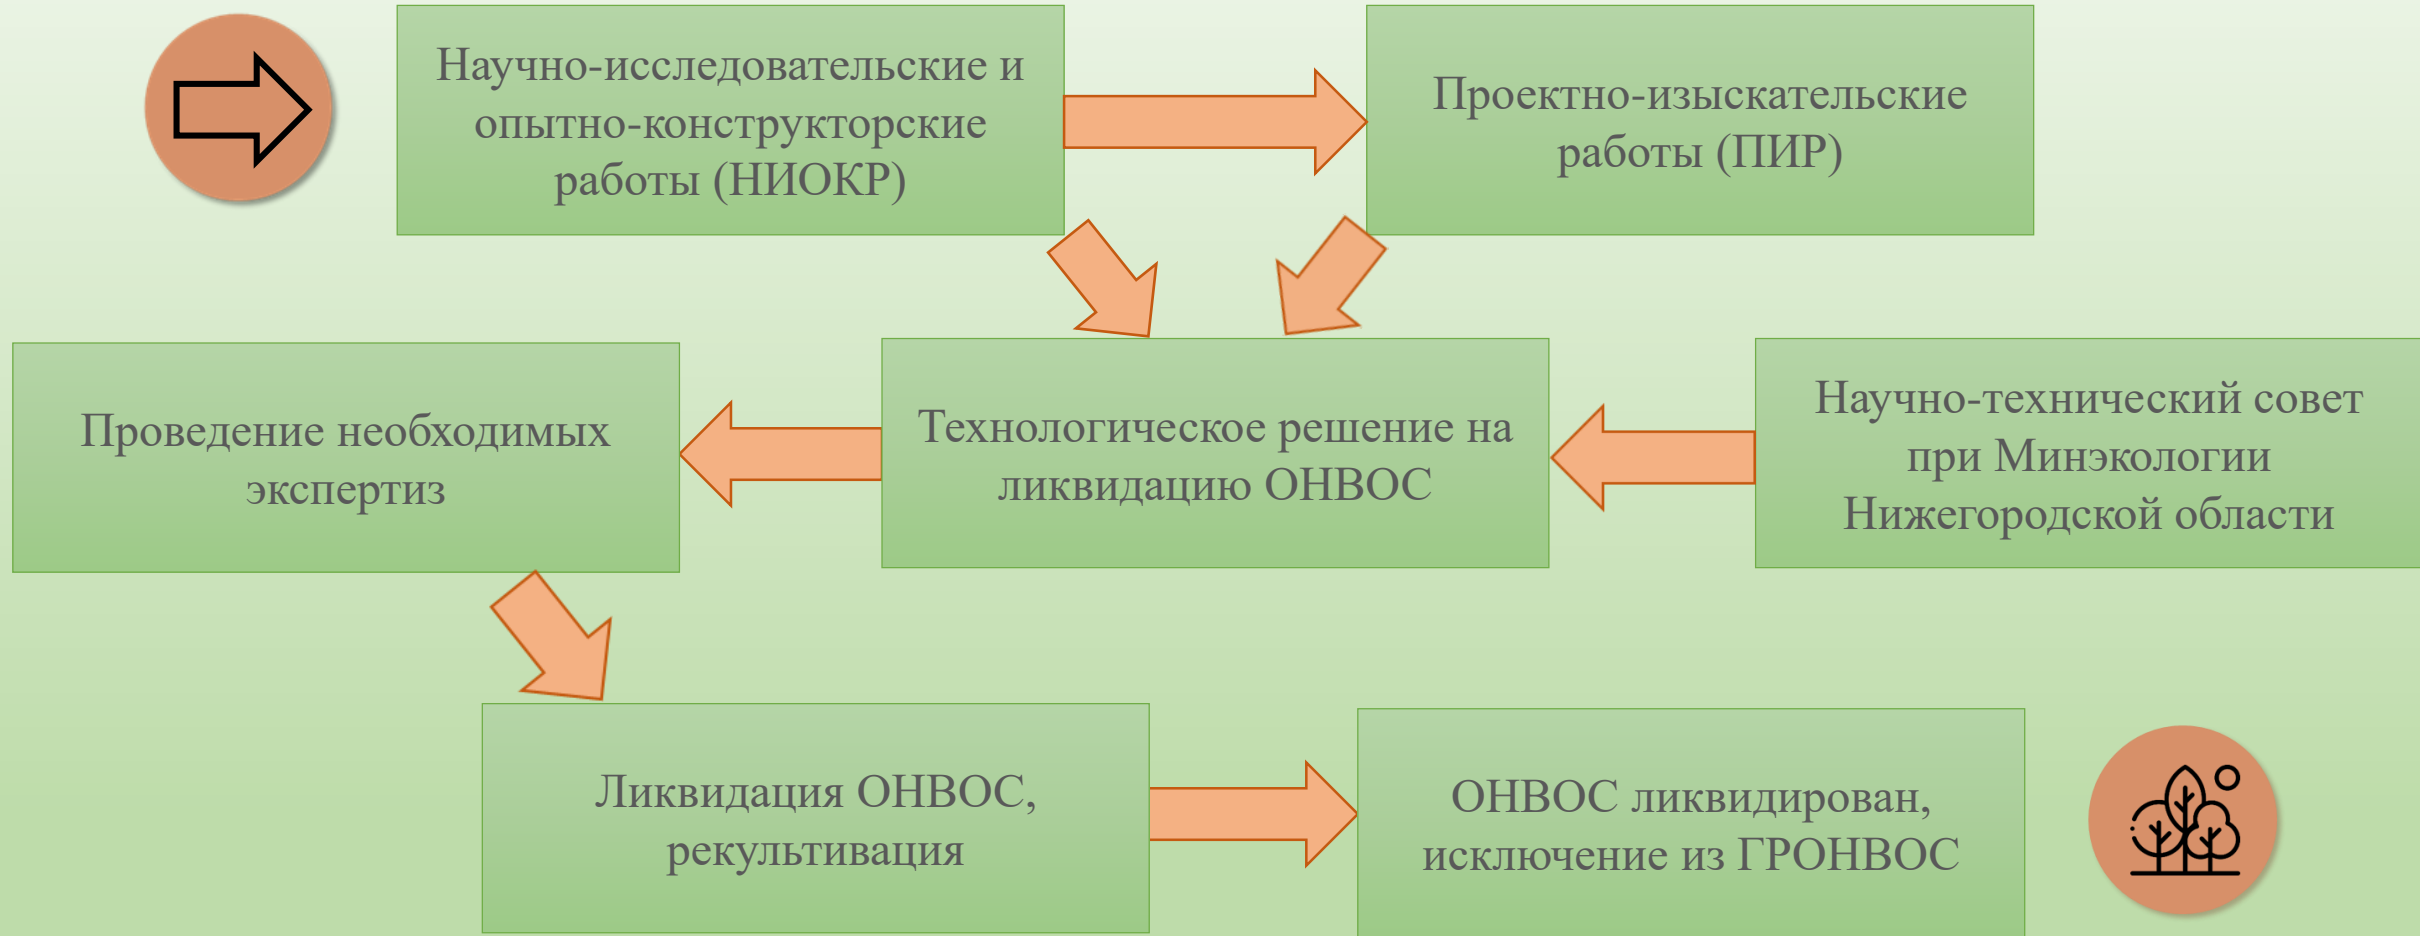 Научно-исследовательские и
опытно-конструкторские
работы (НИОКР)
Проектно-изыскательские
работы (ПИР)
Проведение необходимых
экспертиз
Технологическое решение на
ликвидацию ОНВОС
Научно-технический совет
при Минэкологии
Нижегородской области
Ликвидация ОНВОС,
рекультивация
ОНВОС ликвидирован,
исключение из ГРОНВОС